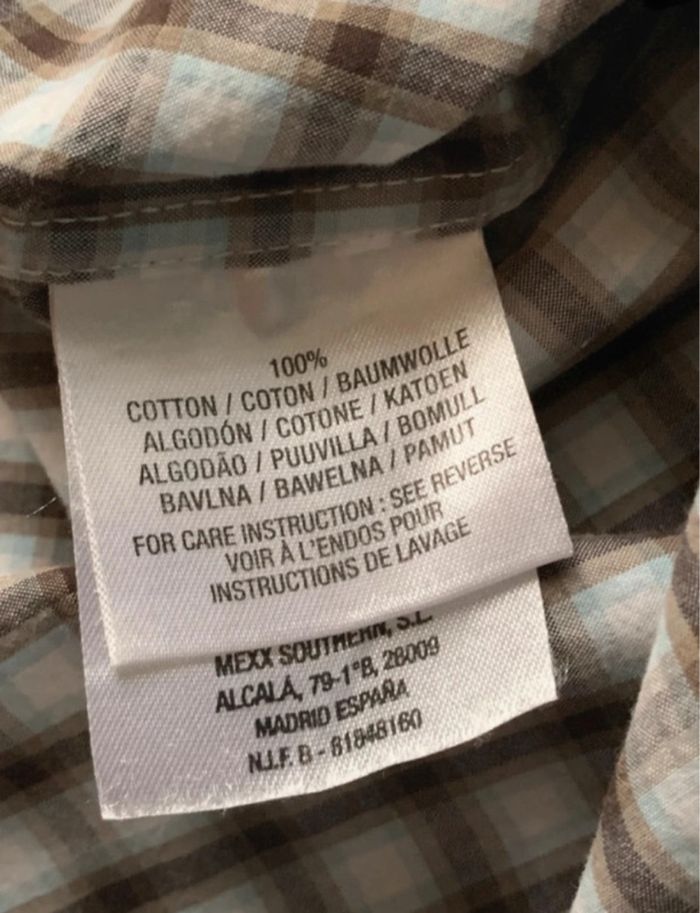 100%
COTTON / COTON / BAUMWOLLE
ALGODÓN / COTONE / KATOEN
ALGODÃO / PUUVILLA / BOMULL
BAVLNA / BAWELNA / PAMUT
FOR CARE INSTRUCTION : SEE REVERSE
VOIR À L'ENDOS POUR
INSTRUCTIONS DE LAVAGE
MEXX SOUTHERN, S.L.
ALCALÁ, 79-1°B, 28009
MADRID ESPAÑA
N.I.F. B - 81848160